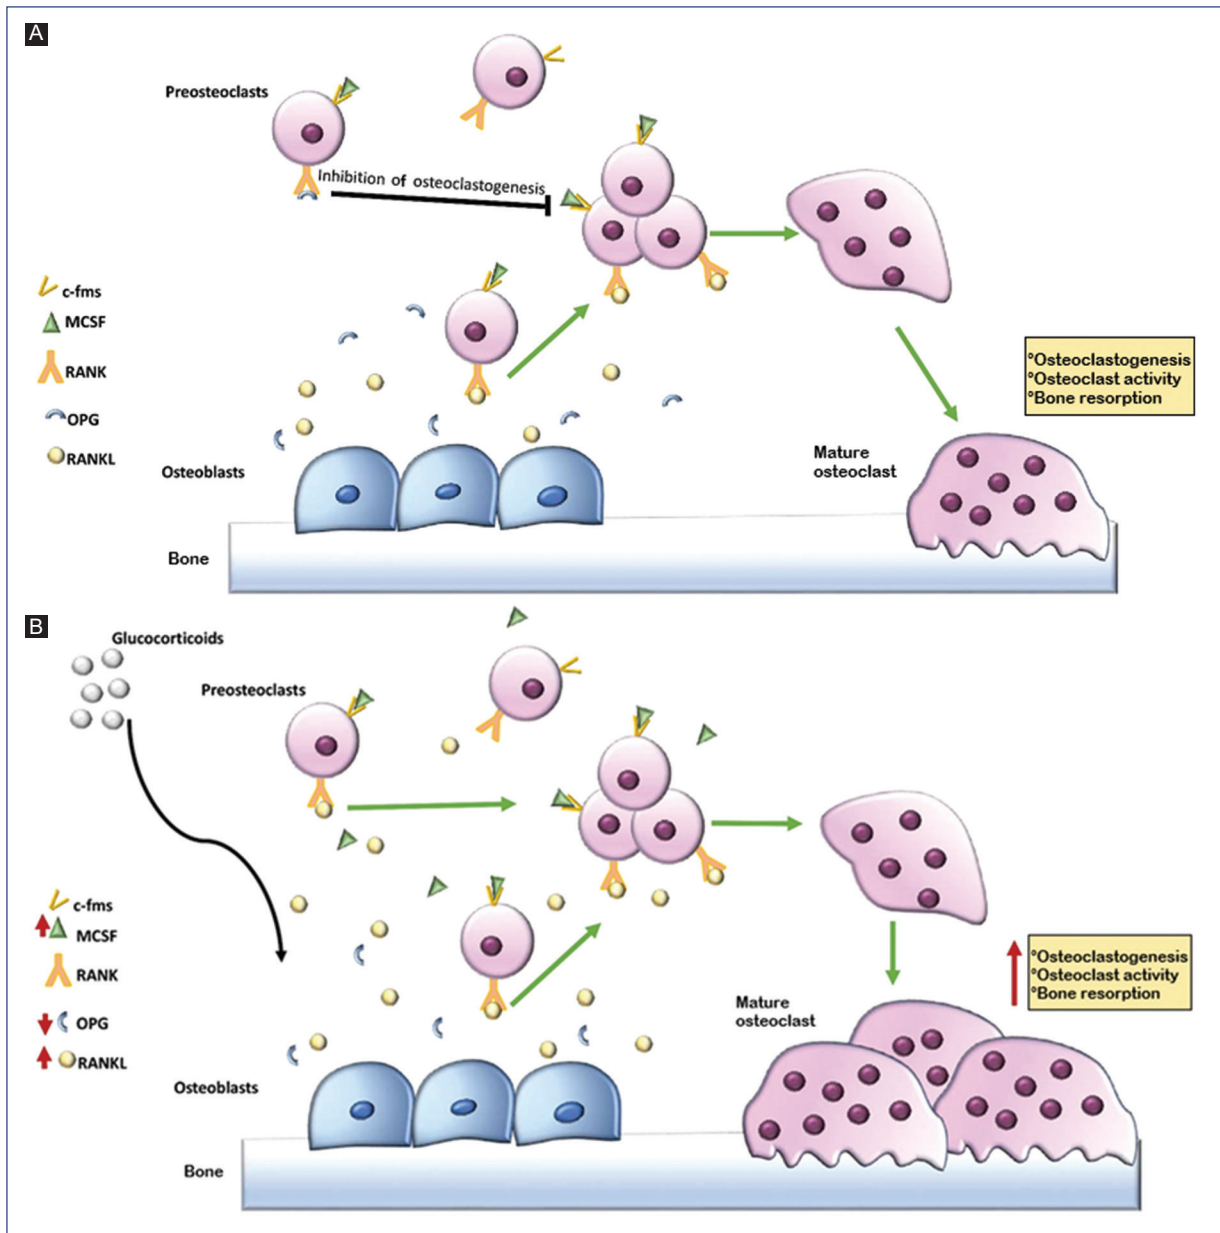 A
Preosteoclasts
Inhibition of osteoclastogenesis
c-fms
MCSF
RANK
OPG
RANKL
°Osteoclastogenesis
°Osteoclast activity
°Bone resorption
Osteoblasts
Mature
osteoclast
Bone
B
Glucocorticoids
Preosteoclasts
c-fms
MCSF
RANK
OPG
RANKL
°Osteoclastogenesis
°Osteoclast activity
°Bone resorption
Mature
osteoclast
Osteoblasts
Bone